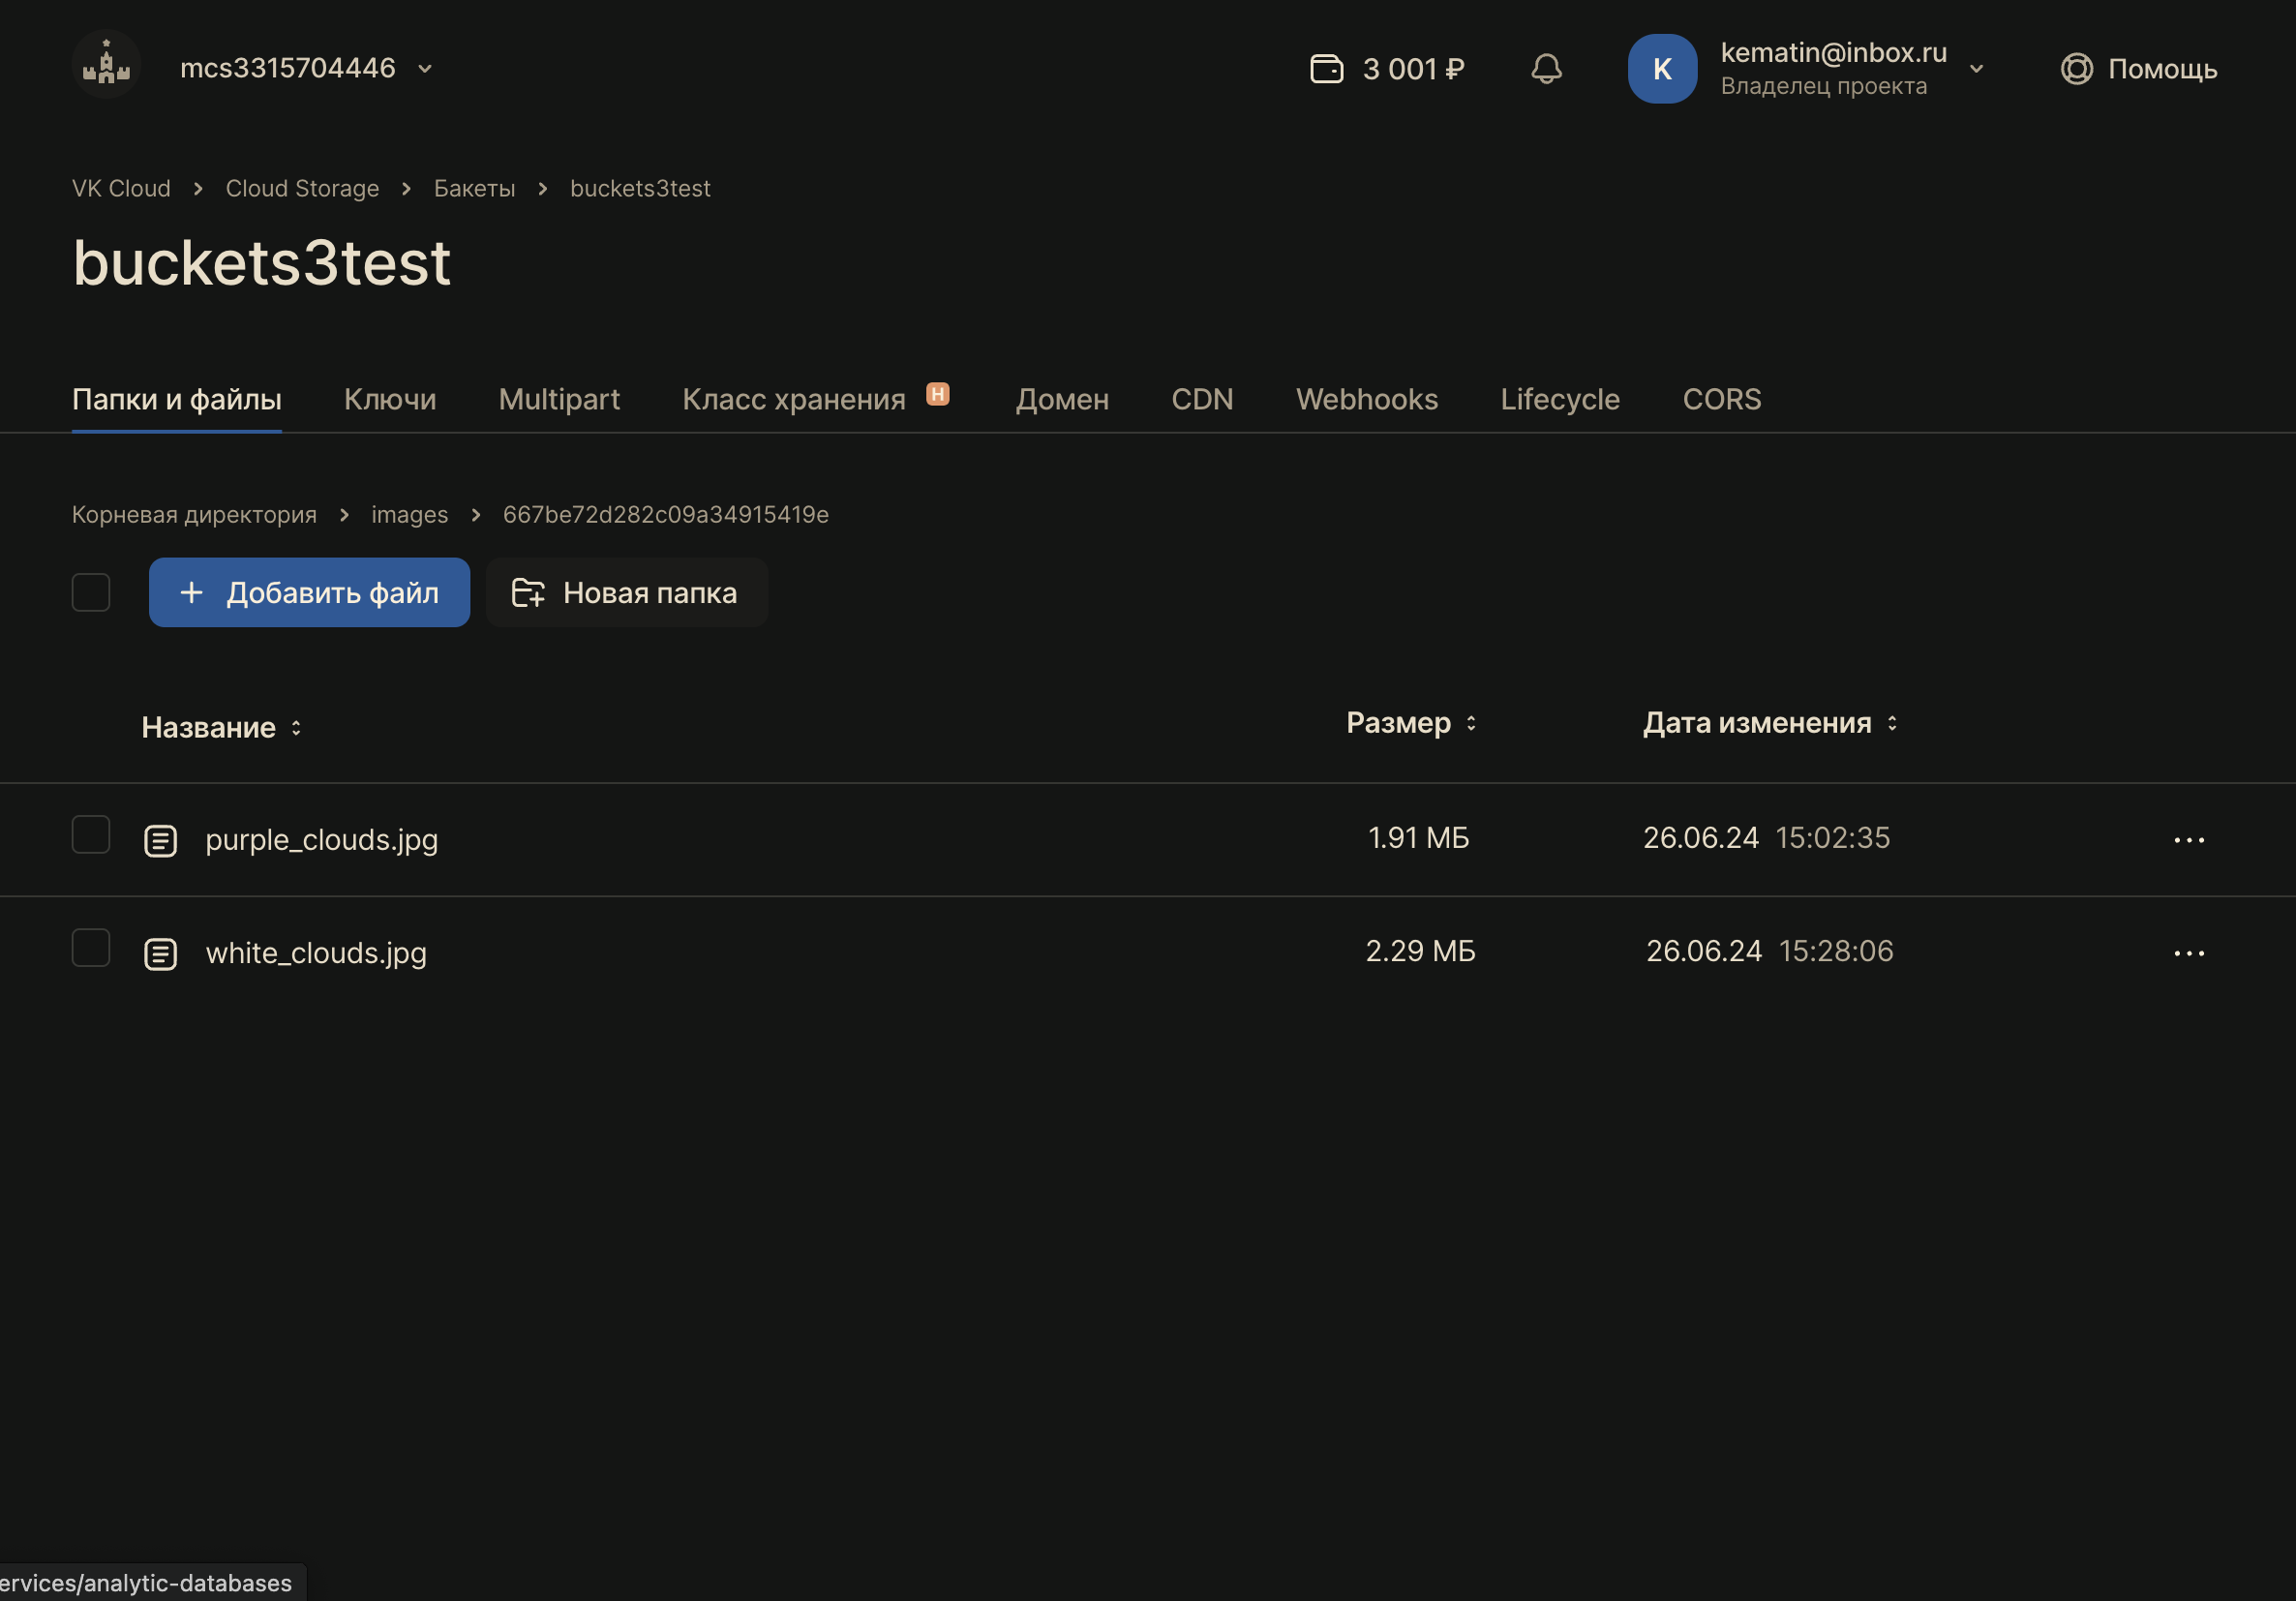 mcs3315704446
3 001 ₽
K
kematin@inbox.ru
Владелец проекта
Помощь
VK Cloud
Cloud Storage
Бакеты
buckets3test
buckets3test
Папки и файлы
Ключи
Multipart
Класс хранения
Н
Домен
CDN
Webhooks
Lifecycle
CORS
Корневая директория
images
667be72d282c09a34915419e
Добавить файл
Новая папка
Название
Размер
Дата изменения
purple_clouds.jpg
1.91 МБ
26.06.24 15:02:35
white_clouds.jpg
2.29 МБ
26.06.24 15:28:06
ervices/analytic-databases